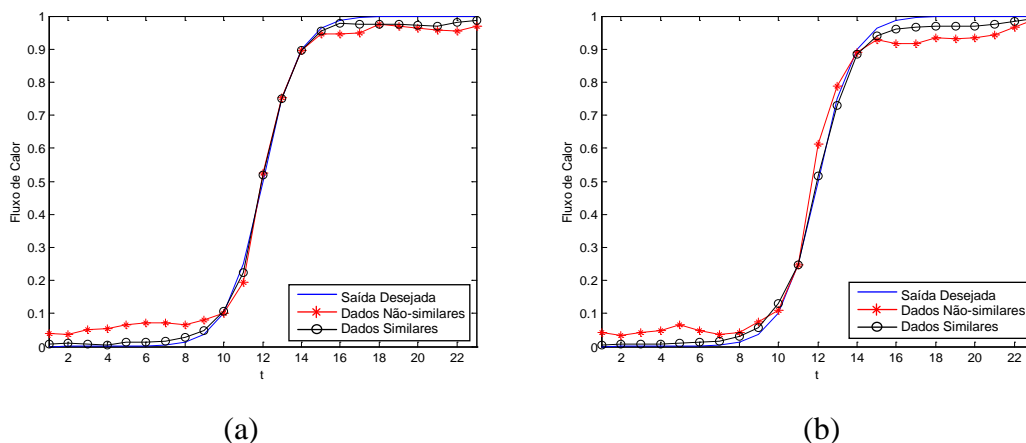 1
0.9
0.8
0.7
0.6
0.5
0.4
0.3
0.2
0.1
0
Fluxo de Calor
2 4 6 8 10 12 14 16 18 20 22
t
Saída Desejada
Dados Não-similares
Dados Similares
(a)
1
0.9
0.8
0.7
0.6
0.5
0.4
0.3
0.2
0.1
0
Fluxo de Calor
2 4 6 8 10 12 14 16 18 20 22
t
Saída Desejada
Dados Não-similares
Dados Similares
(b)